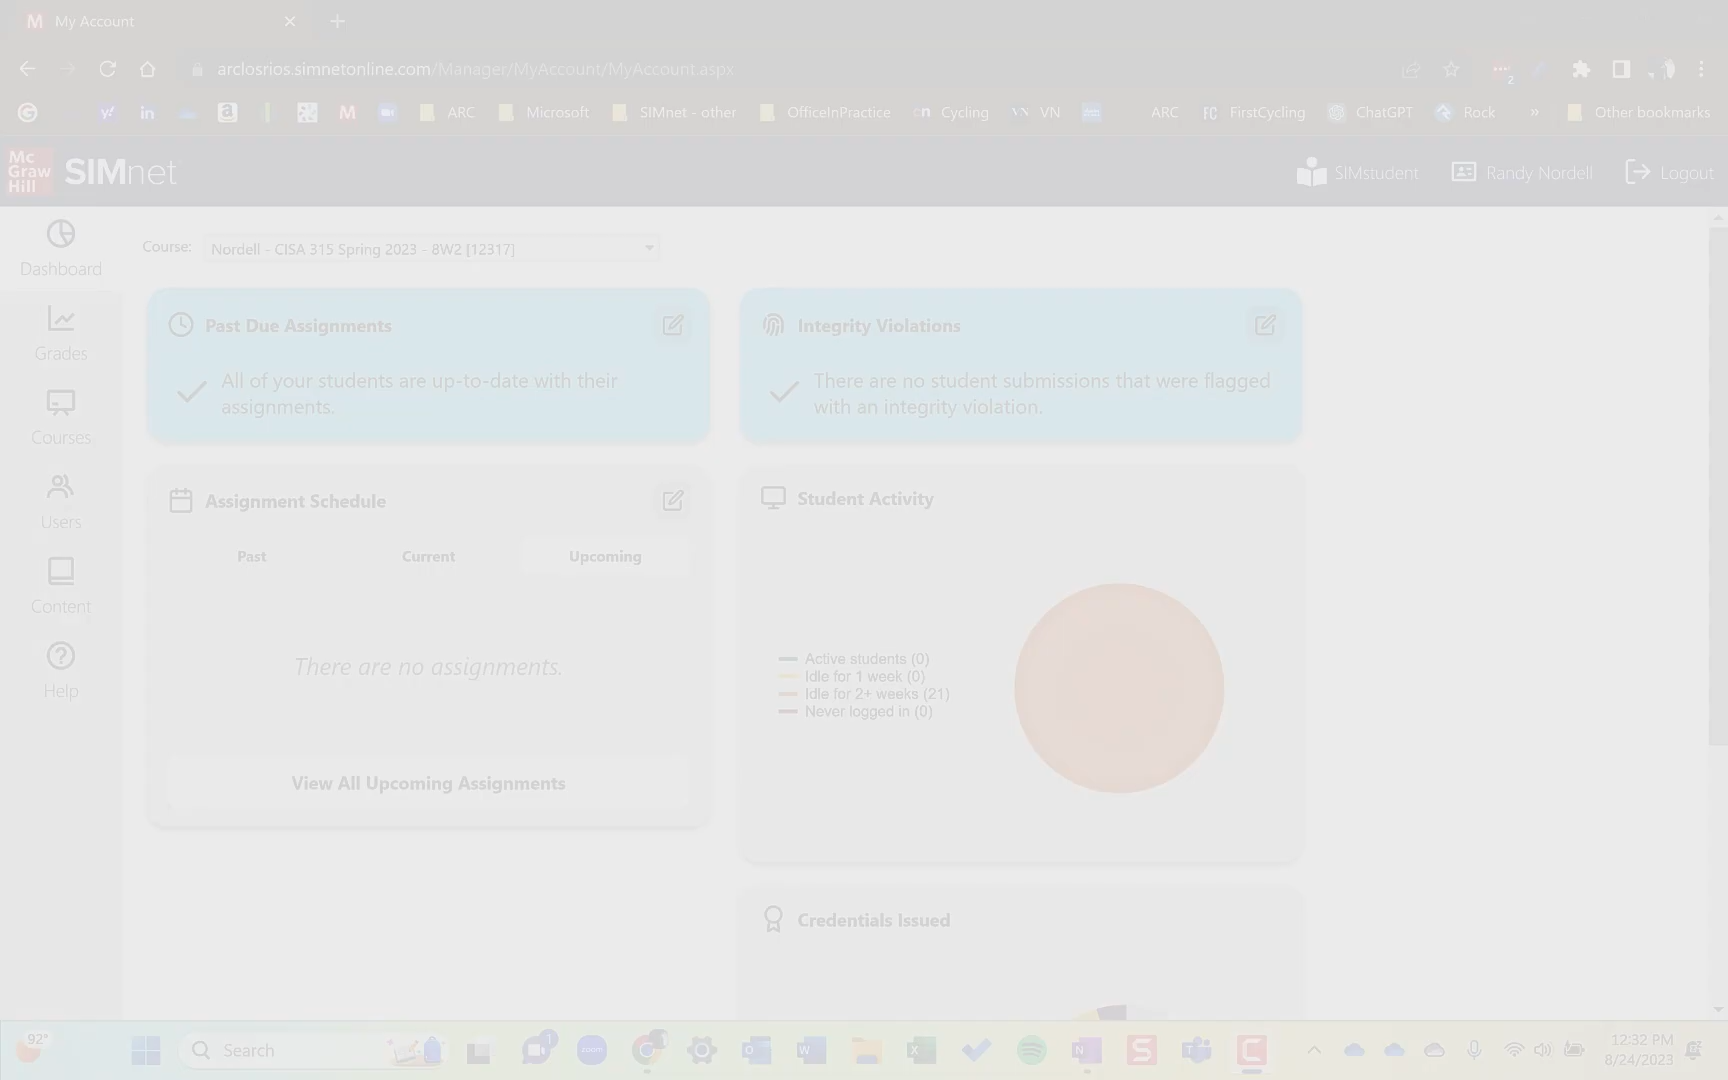 My Account
arclosrios.simnetonline.com/Manager/MyAccount/MyAccount.aspx
ARC Microsoft SIMnet - other OfficeInPractice Cycling VN ARC FirstCycling ChatGPT Rock » Other bookmarks
Mc
Graw
Hill
SIMnet
SIMstudent Randy Nordell Logout
Course: Nordell - CISA 315 Spring 2023 - 8W2 [12317]
Dashboard
Grades
Courses
Users
Content
Help
Past Due Assignments
All of your students are up-to-date with their
assignments.
Integrity Violations
There are no student submissions that were flagged
with an integrity violation.
Assignment Schedule
Past Current Upcoming
There are no assignments.
View All Upcoming Assignments
Student Activity
Active students (0)
Idle for 1 week (0)
Idle for 2+ weeks (21)
Never logged in (0)
Credentials Issued
92°
Search
zoom
12:32 PM
8/24/2023